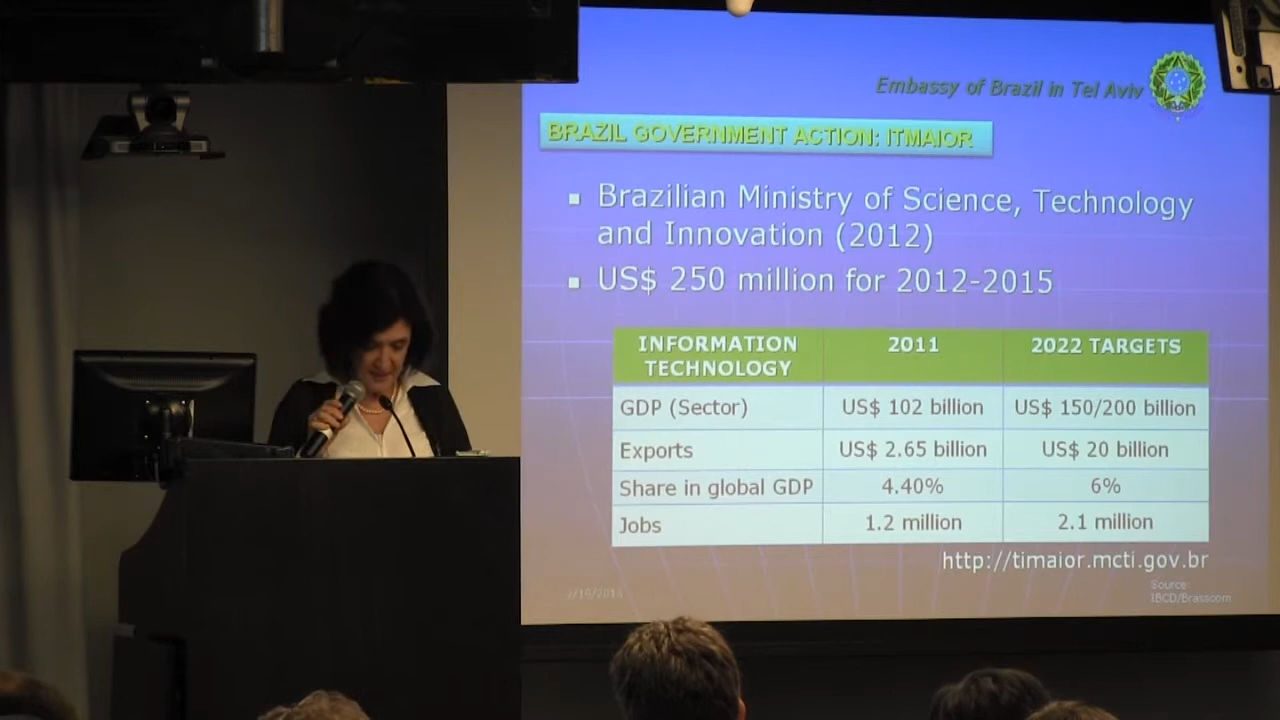 Embassy of Brazil in Tel Aviv
BRAZIL GOVERNMENT ACTION: ITMAIOR
Brazilian Ministry of Science, Technology
and Innovation (2012)
US$ 250 million for 2012-2015
INFORMATION TECHNOLOGY 2011 2022 TARGETS
GDP (Sector) US$ 102 billion US$ 150/200 billion
Exports US$ 2.65 billion US$ 20 billion
Share in global GDP 4.40% 6%
Jobs 1.2 million 2.1 million
http://timaior.mcti.gov.br
Source:
IBCD/Brasscom